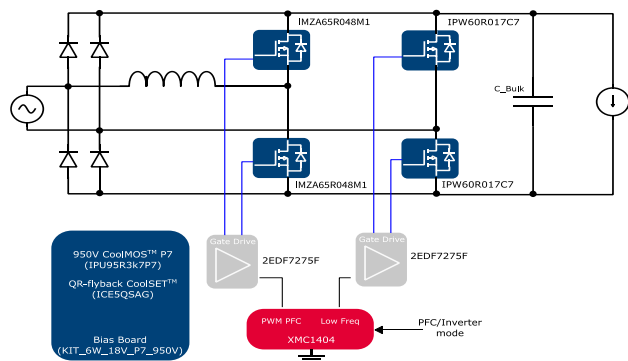 IMZA65R048M1
IPW60R017C7
C_Bulk
IMZA65R048M1
IPW60R017C7
Gate Drive
2EDF7275F
Gate Drive
2EDF7275F
950V CoolMOS™ P7
(IPU95R3k7P7)
QR-flyback CoolSET™
(ICE5QSAG)
Bias Board
(KIT_6W_18V_P7_950V)
PWM PFC
Low Freq
XMC1404
PFC/Inverter
mode